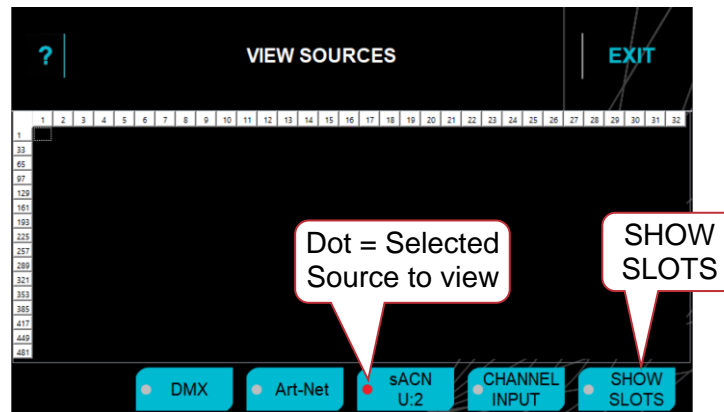 ?
VIEW SOURCES
EXIT
1 2 3 4 5 6 7 8 9 10 11 12 13 14 15 16 17 18 19 20 21 22 23 24 25 26 27 28 29 30 31 32
1
33
65
97
129
161
193
225
257
289
321
353
385
417
449
481
Dot = Selected
Source to view
SHOW
SLOTS
DMX
Art-Net
sACN
U:2
CHANNEL
INPUT
SHOW
SLOTS